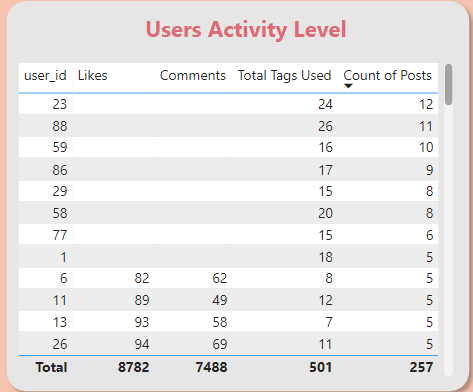 Users Activity Level
user_id Likes Comments Total Tags Used Count of Posts
23 24 12
88 26 11
59 16 10
86 17 9
29 15 8
58 20 8
77 15 6
1 18 5
6 82 62 8 5
11 89 49 12 5
13 93 58 7 5
26 94 69 11 5
Total 8782 7488 501 257